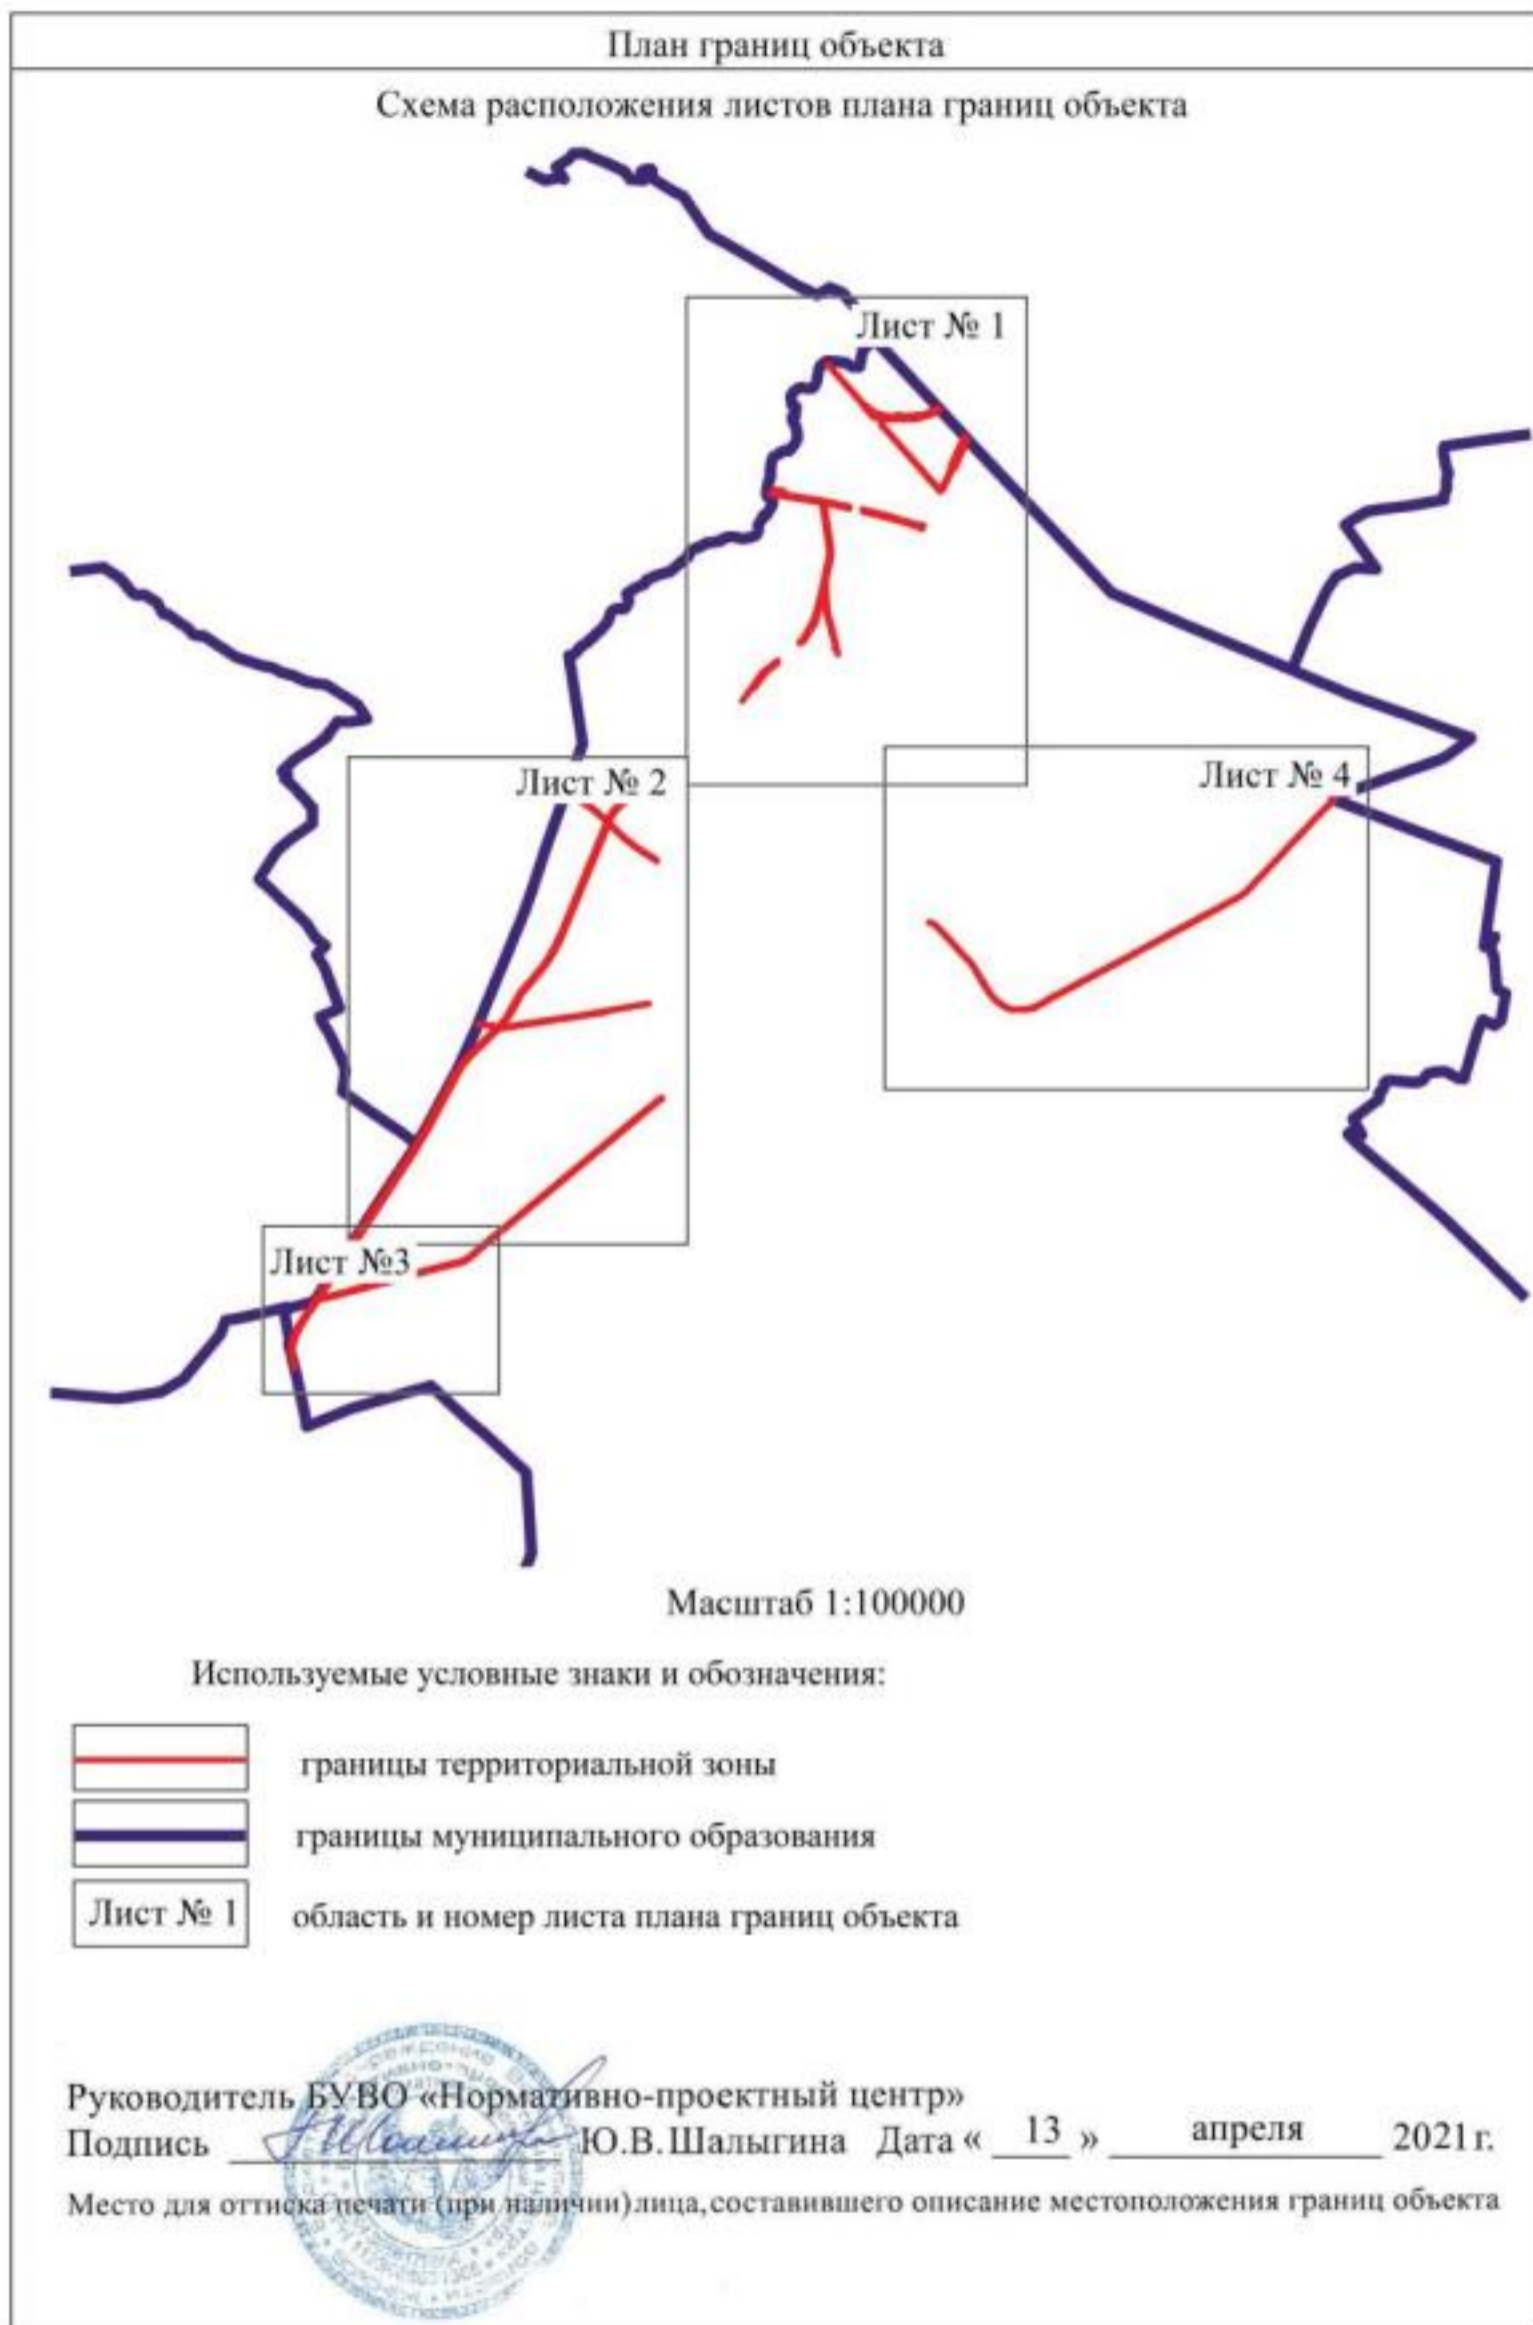 План границ объекта
Схема расположения листов плана границ объекта
Лист № 1
Лист № 2
Лист № 4
Лист №3
Масштаб 1:100000
Используемые условные знаки и обозначения:
границы территориальной зоны
границы муниципального образования
Лист № 1 область и номер листа плана границ объекта
Руководитель БУВО «Нормативно-проектный центр»
Подпись Ю.В.Шалыгина Дата « 13 » апреля 2021г.
Место для оттиска печати (при наличии) лица, составившего описание местоположения границ объекта